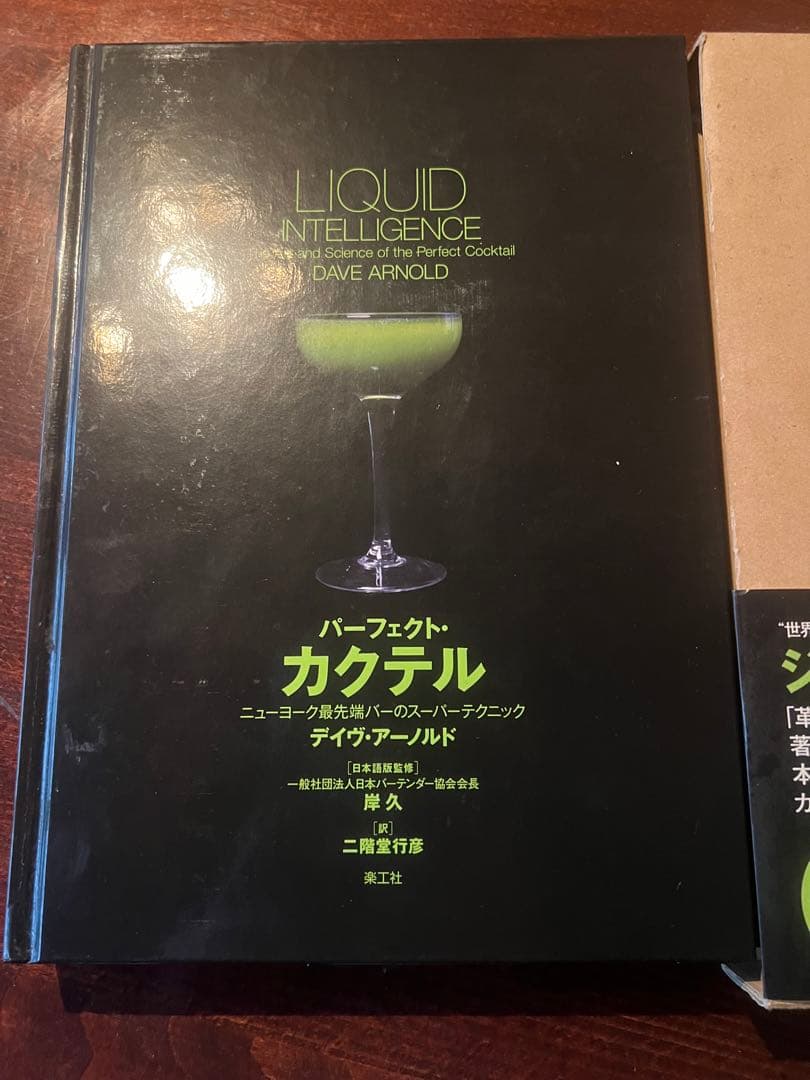 LIQUID
INTELLIGENCE
The Art and Science of the Perfect Cocktail
DAVE ARNOLD
パーフェクト・
カクテル
ニューヨーク最先端バーのスーパーテクニック
デイヴ・アーノルド
[日本語版監修]
一般社団法人日本バーテンダー協会会長
岸 久
[訳]
二階堂行彦
楽工社
“世界
ジ
「革
著
本
カ